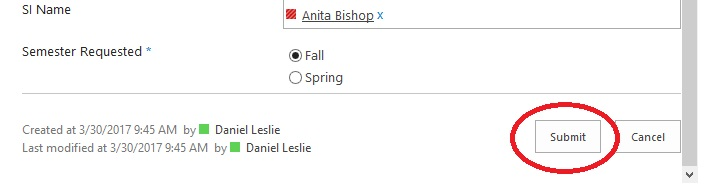 SI Name
Anita Bishop x
Semester Requested *
Fall
Spring
Created at 3/30/2017 9:45 AM by Daniel Leslie
Last modified at 3/30/2017 9:45 AM by Daniel Leslie
Submit
Cancel